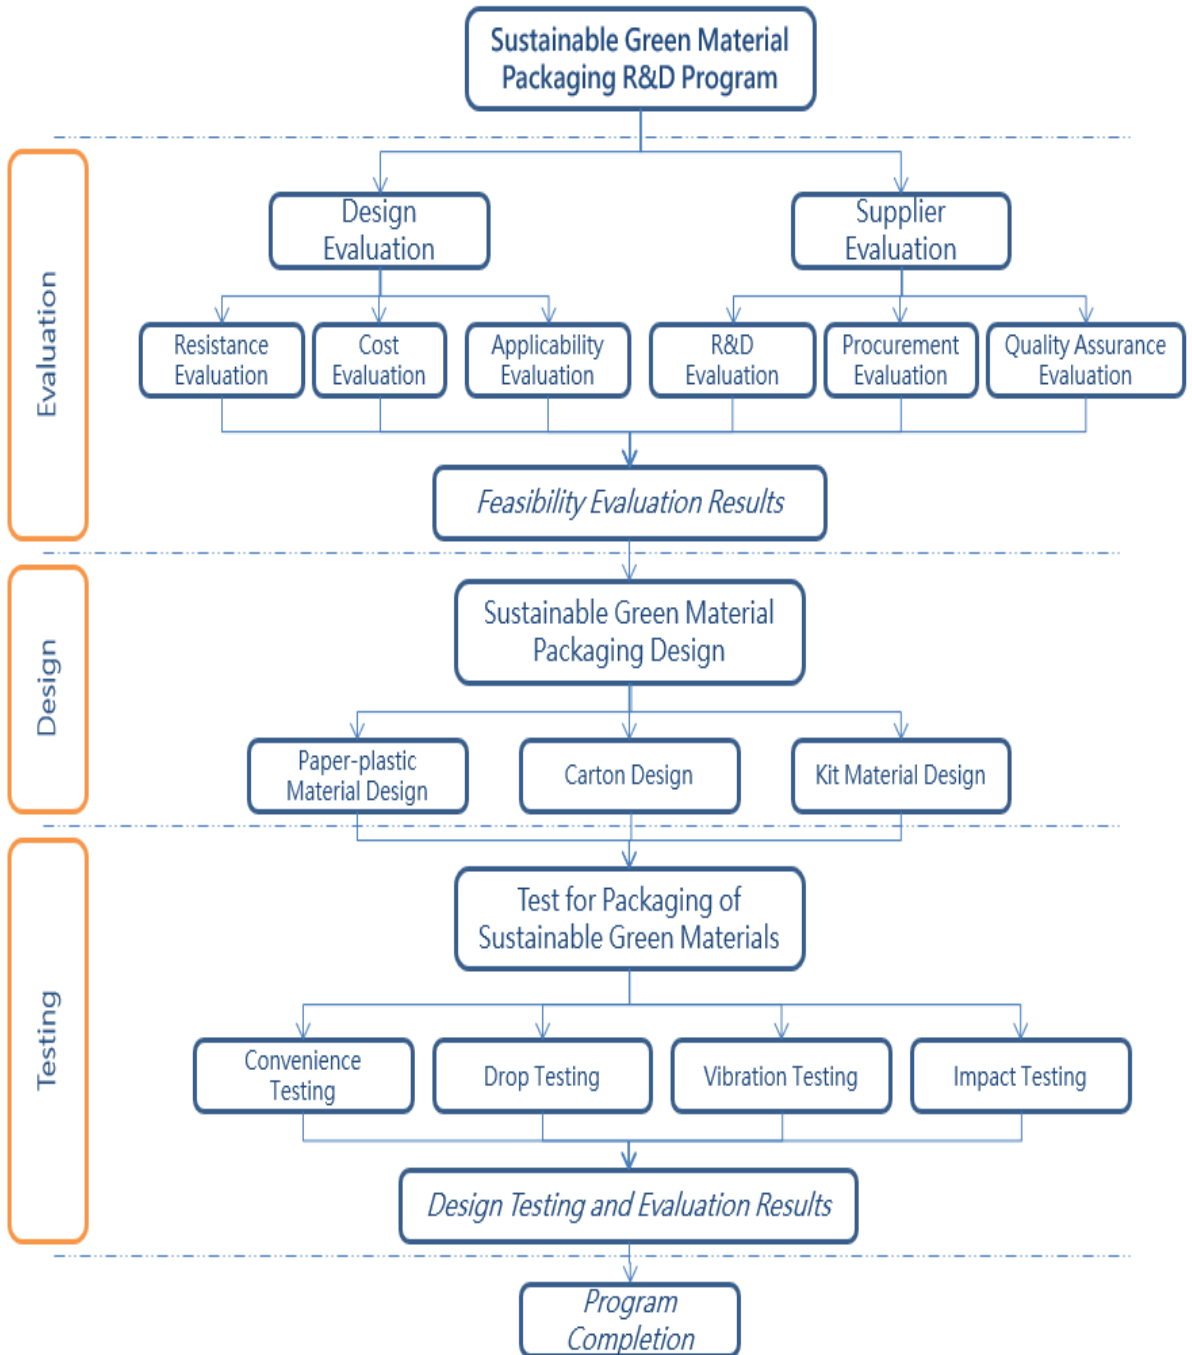 Sustainable Green Material
Packaging R&D Program
Evaluation
Design
Evaluation
Supplier
Evaluation
Resistance
Evaluation
Cost
Evaluation
Applicability
Evaluation
R&D
Evaluation
Procurement
Evaluation
Quality Assurance
Evaluation
Feasibility Evaluation Results
Design
Sustainable Green Material
Packaging Design
Paper-plastic
Material Design
Carton Design
Kit Material Design
Testing
Test for Packaging of
Sustainable Green Materials
Convenience
Testing
Drop Testing
Vibration Testing
Impact Testing
Design Testing and Evaluation Results
Program
Completion